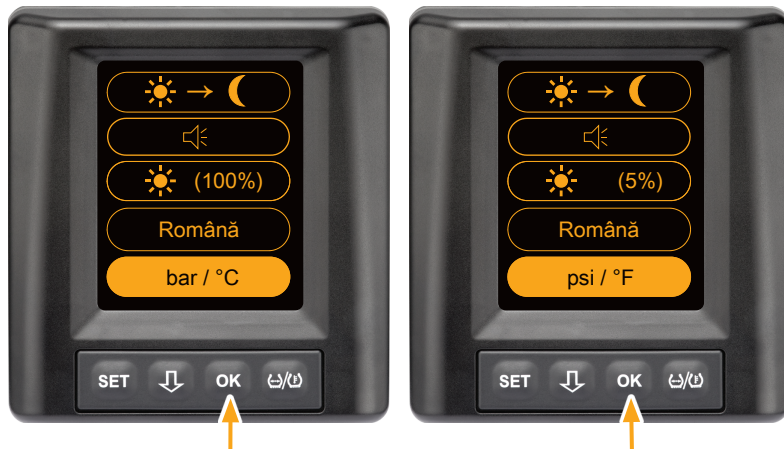 (100%)
Română
bar / °C
SET
OK
(5%)
Română
psi / °F
SET
OK